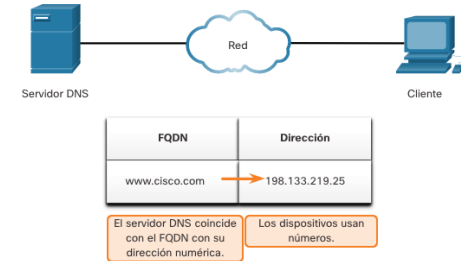 Red
Servidor DNS
Cliente
FQDN
Dirección
www.cisco.com
198.133.219.25
El servidor DNS coincide
con el FQDN con su
dirección numérica.
Los dispositivos usan
números.